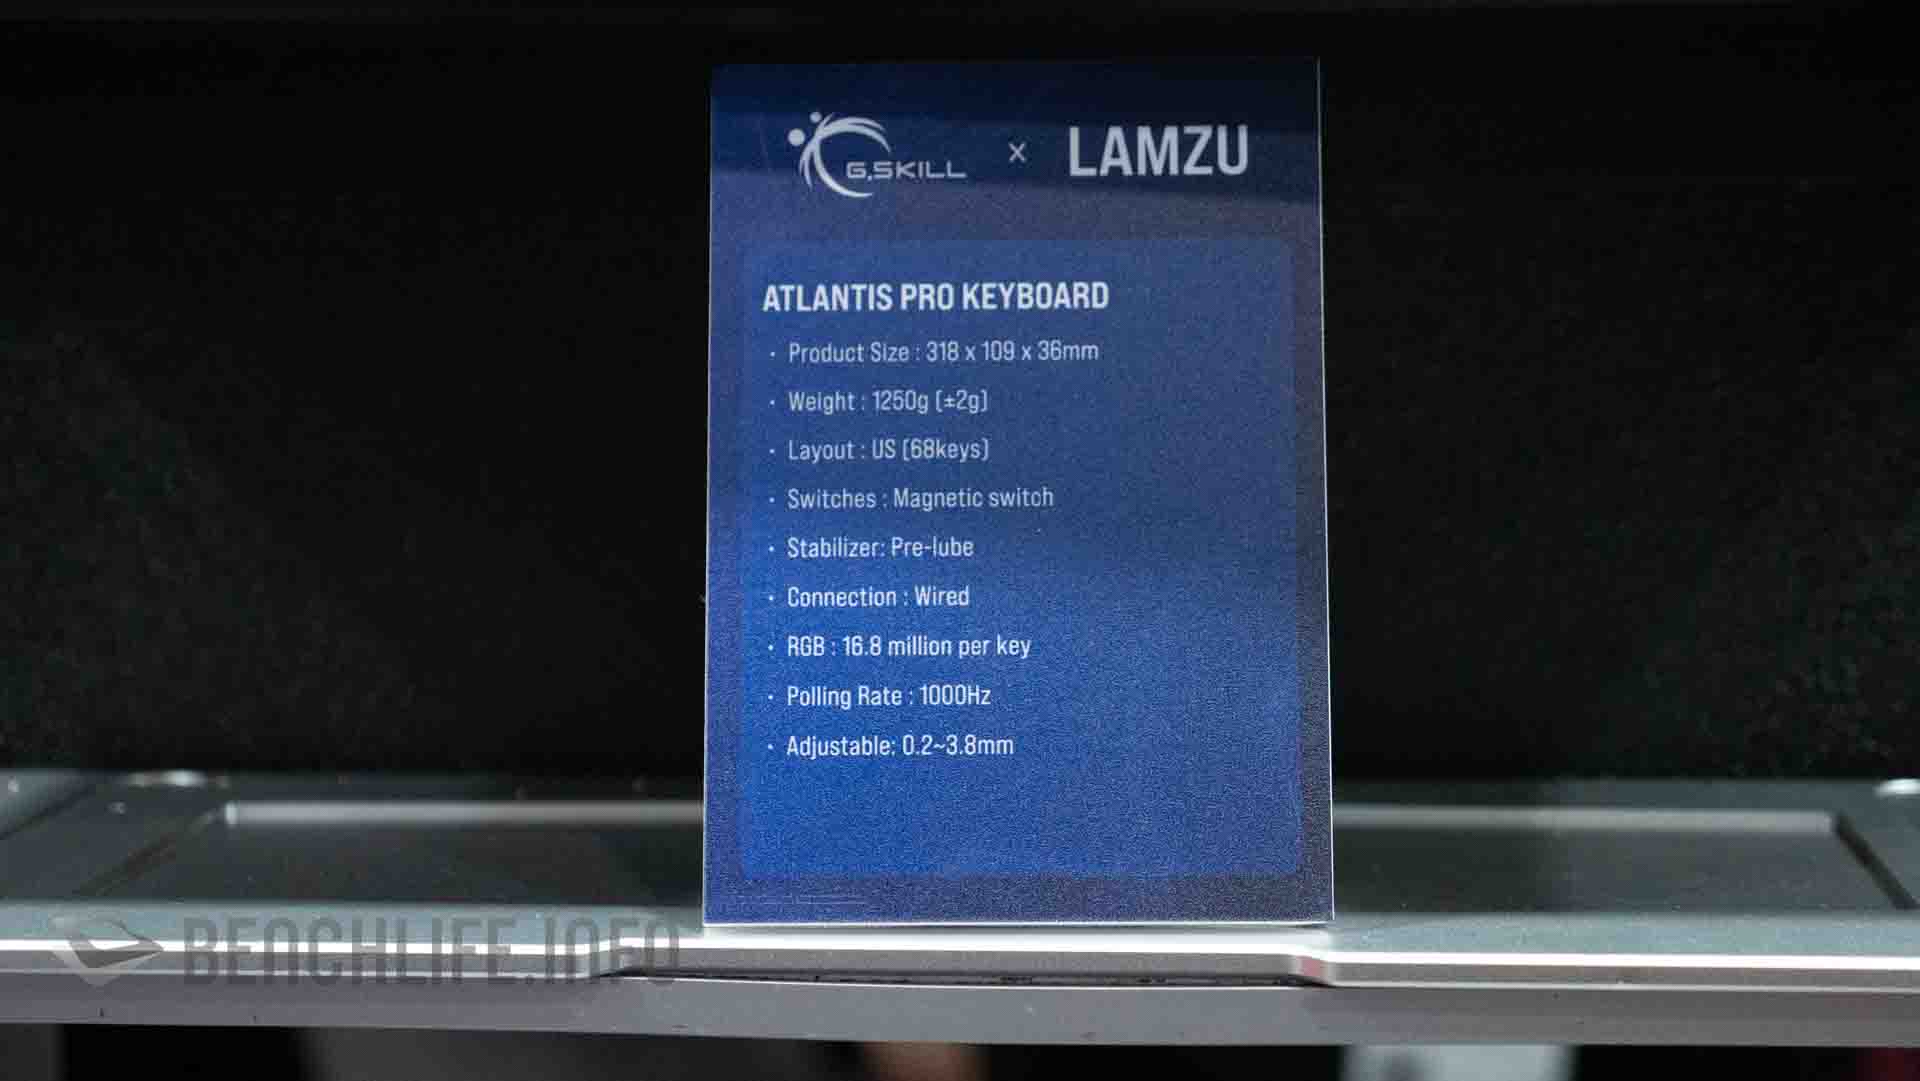 G.SKILL x LAMZU
ATLANTIS PRO KEYBOARD
· Product Size : 318 x 109 x 36mm
· Weight : 1250g (±2g)
· Layout : US (68keys)
· Switches : Magnetic switch
· Stabilizer: Pre-lube
· Connection : Wired
· RGB : 16.8 million per key
· Polling Rate : 1000Hz
· Adjustable: 0.2~3.8mm
BENCHLIFE.INFO